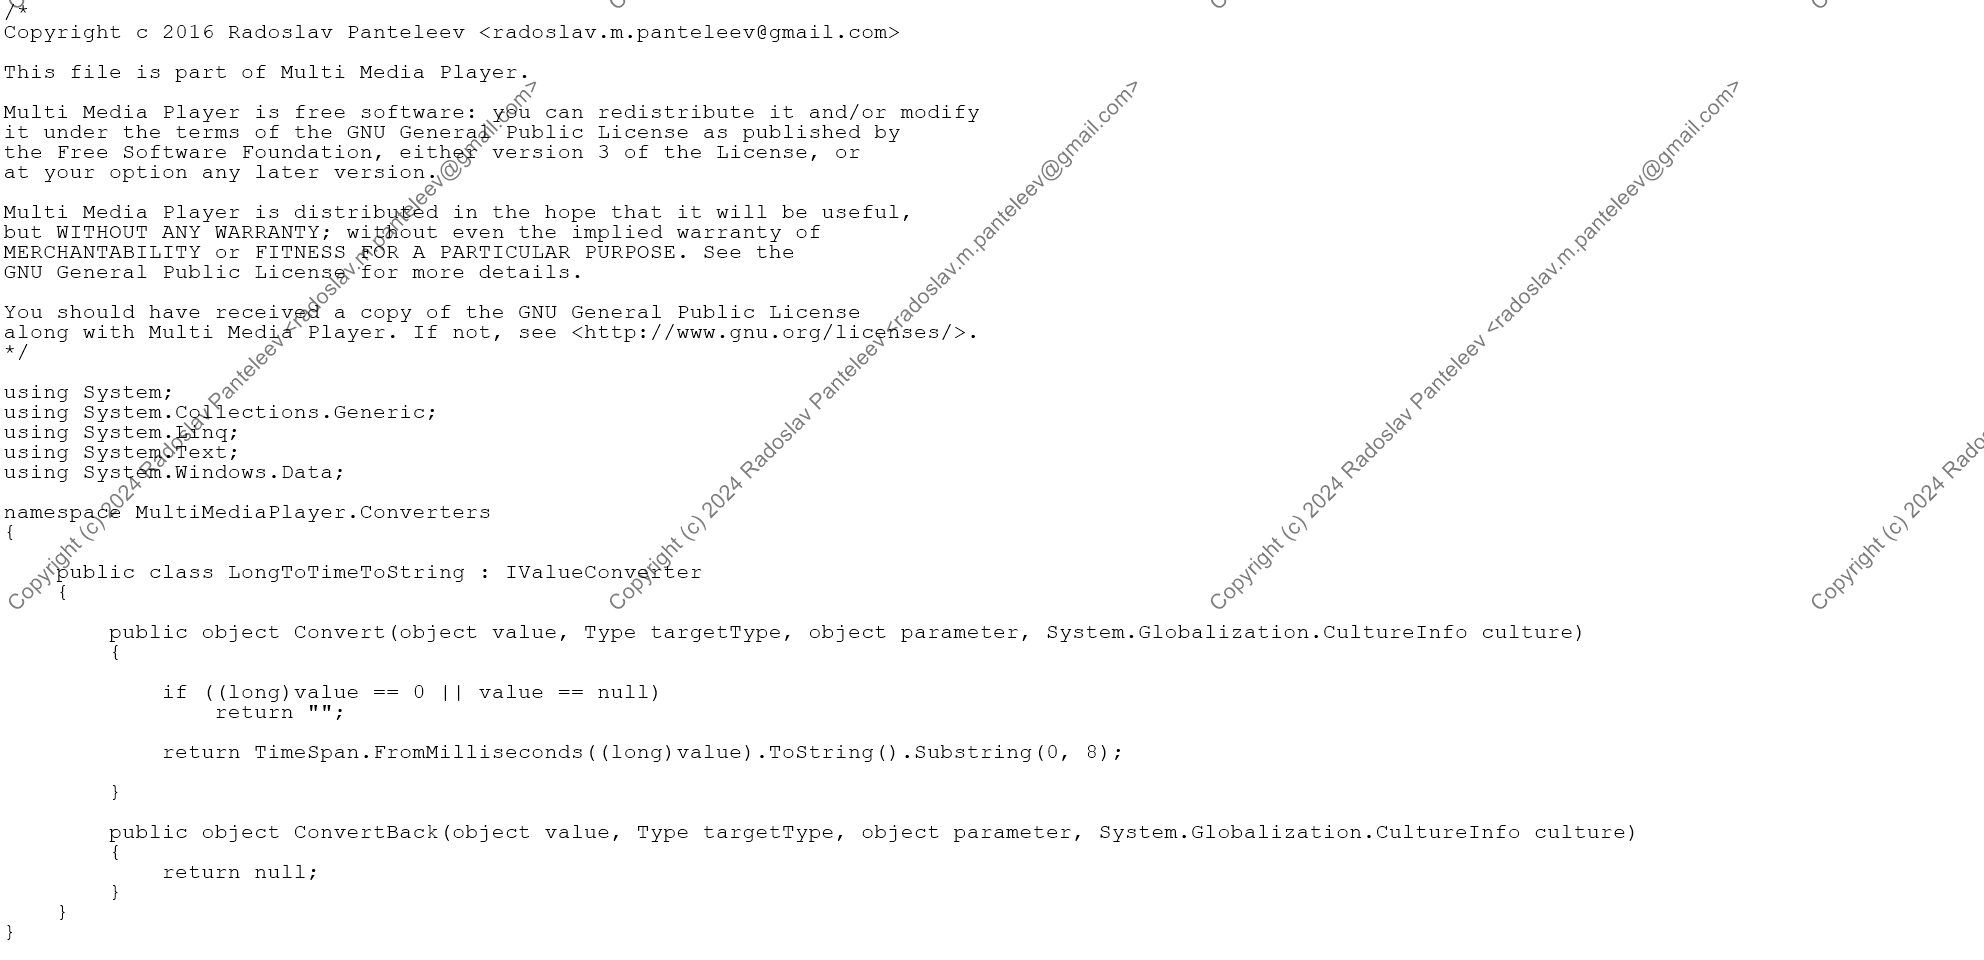 /*
Copyright c 2016 Radoslav Panteleev <radoslav.m.panteleev@gmail.com>

This file is part of Multi Media Player.

Multi Media Player is free software: you can redistribute it and/or modify
it under the terms of the GNU General Public License as published by
the Free Software Foundation, either version 3 of the License, or
at your option any later version.

Multi Media Player is distributed in the hope that it will be useful,
but WITHOUT ANY WARRANTY; without even the implied warranty of
MERCHANTABILITY or FITNESS FOR A PARTICULAR PURPOSE. See the
GNU General Public License for more details.

You should have received a copy of the GNU General Public License
along with Multi Media Player. If not, see <http://www.gnu.org/licenses/>.
*/

using System;
using System.Collections.Generic;
using System.Linq;
using System.Text;
using System.Windows.Data;

namespace MultiMediaPlayer.Converters
{

    public class LongToTimeToString : IValueConverter
    {

        public object Convert(object value, Type targetType, object parameter, System.Globalization.CultureInfo culture)
        {

            if ((long)value == 0 || value == null)
                return "";

            return TimeSpan.FromMilliseconds((long)value).ToString().Substring(0, 8);

        }

        public object ConvertBack(object value, Type targetType, object parameter, System.Globalization.CultureInfo culture)
        {
            return null;
        }
    }
}
Copyright (c) 2024 Radoslav Panteleev <radoslav.m.panteleev@gmail.com>
Copyright (c) 2024 Radoslav Panteleev <radoslav.m.panteleev@gmail.com>
Copyright (c) 2024 Radoslav Panteleev <radoslav.m.panteleev@gmail.com>
Copyright (c) 2024 Rados